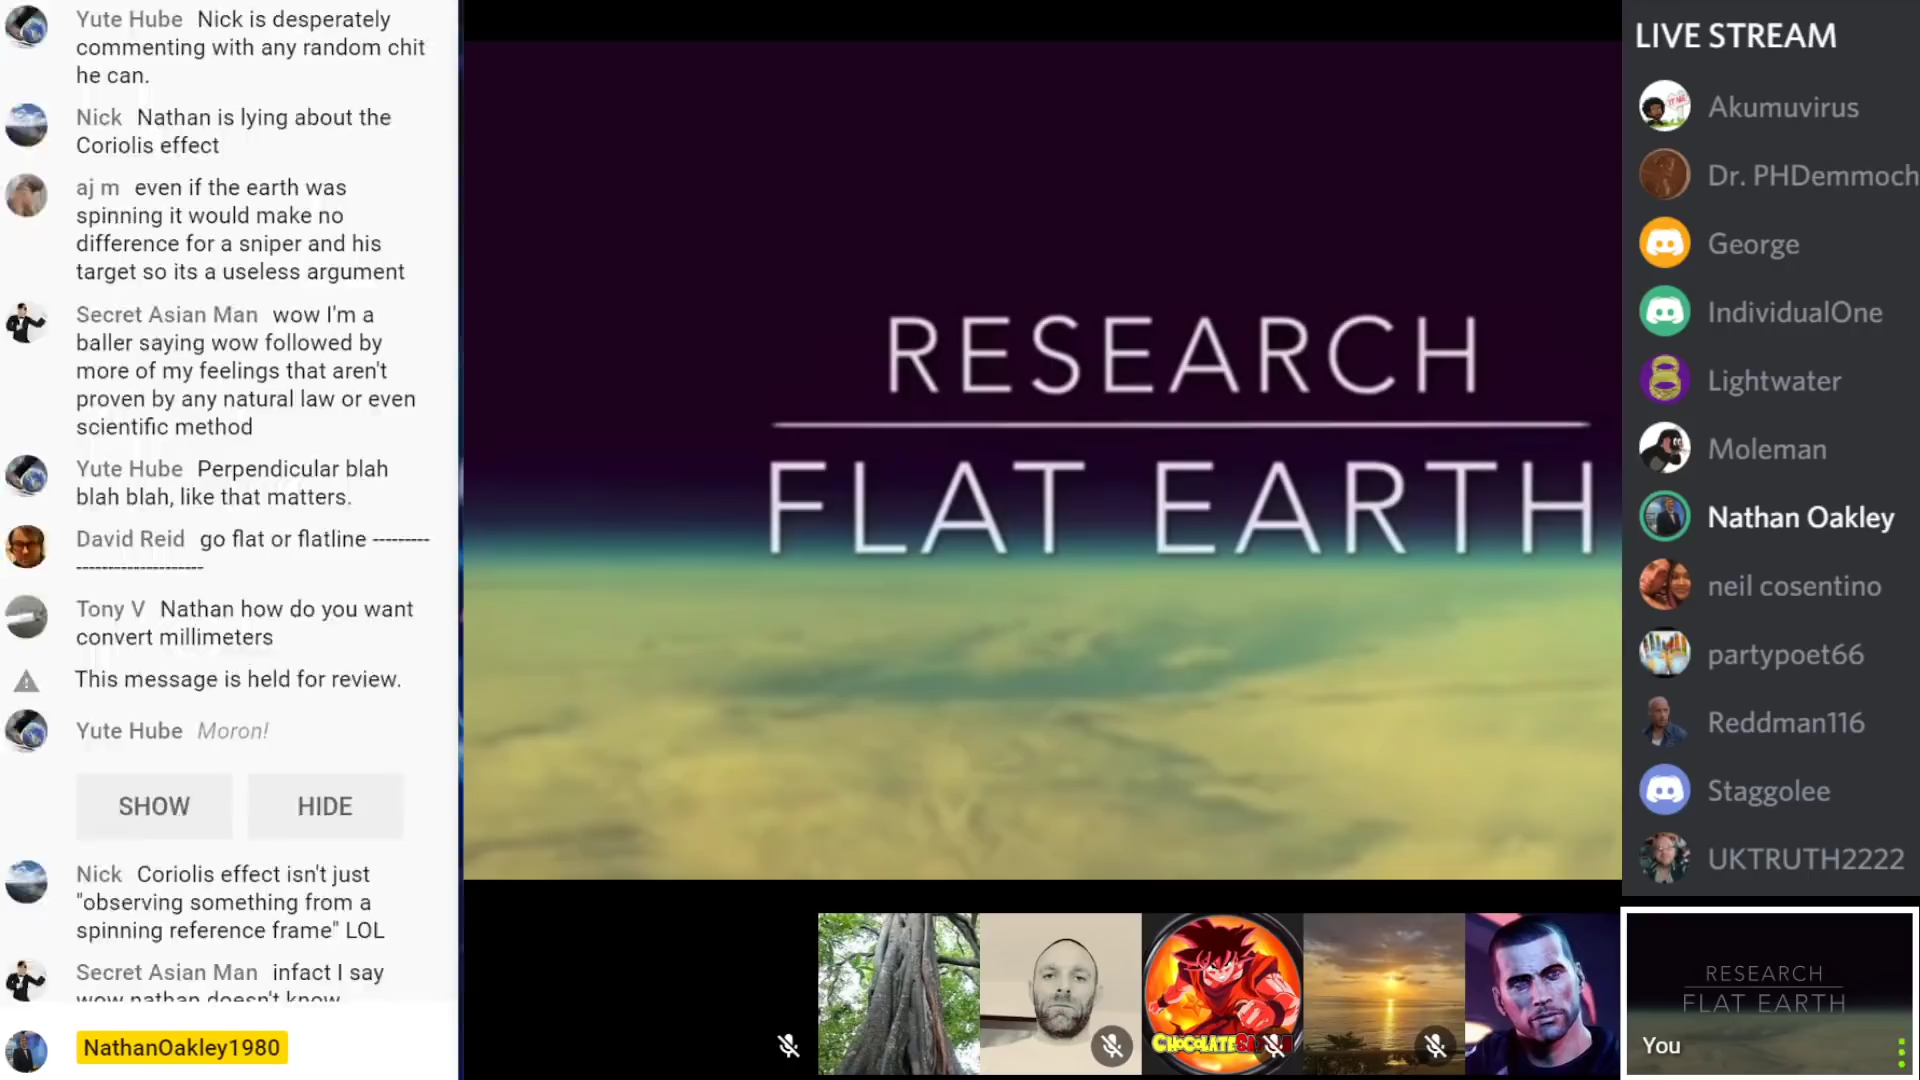 Yute Hube Nick is desperately
commenting with any random chit
he can.
Nick Nathan is lying about the
Coriolis effect
aj m even if the earth was
spinning it would make no
difference for a sniper and his
target so its a useless argument
Secret Asian Man wow I'm a
baller saying wow followed by
more of my feelings that aren't
proven by any natural law or even
scientific method
Yute Hube Perpendicular blah
blah blah, like that matters.
David Reid go flat or flatline ---------
--------------------
Tony V Nathan how do you want
convert millimeters
This message is held for review.
Yute Hube Moron!
SHOW HIDE
Nick Coriolis effect isn't just
"observing something from a
spinning reference frame" LOL
Secret Asian Man infact I say
wow nathan doesn't know
NathanOakley1980
RESEARCH
FLAT EARTH
LIVE STREAM
Akumuvirus
Dr. PHDemmoch
George
IndividualOne
Lightwater
Moleman
Nathan Oakley
neil cosentino
partypoet66
Reddman116
Staggolee
UKTRUTH2222
RESEARCH
FLAT EARTH
You